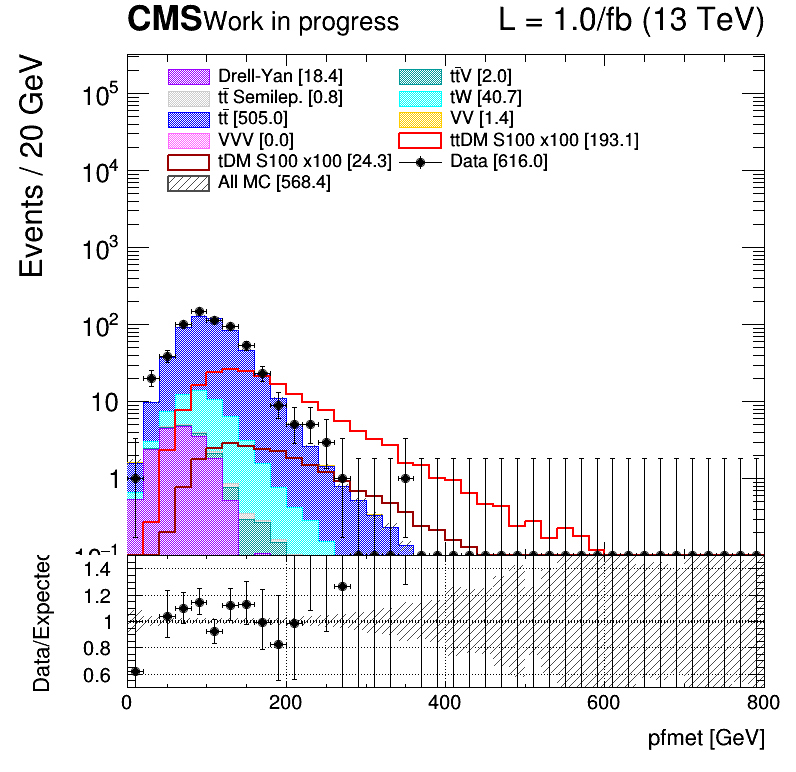 CMS Work in progress L = 1.0/fb (13 TeV)
Events / 20 GeV
10⁵
10⁴
10³
10²
10
1
10⁻¹
Drell-Yan [18.4]
tt̄V [2.0]
tt̄ Semilep. [0.8]
tW [40.7]
tt̄ [505.0]
VV [1.4]
VVV [0.0]
ttDM S100 x100 [193.1]
tDM S100 x100 [24.3]
Data [616.0]
All MC [568.4]
Data/Expected
1.4
1.2
1
0.8
0.6
0 200 400 600 800
pfmet [GeV]